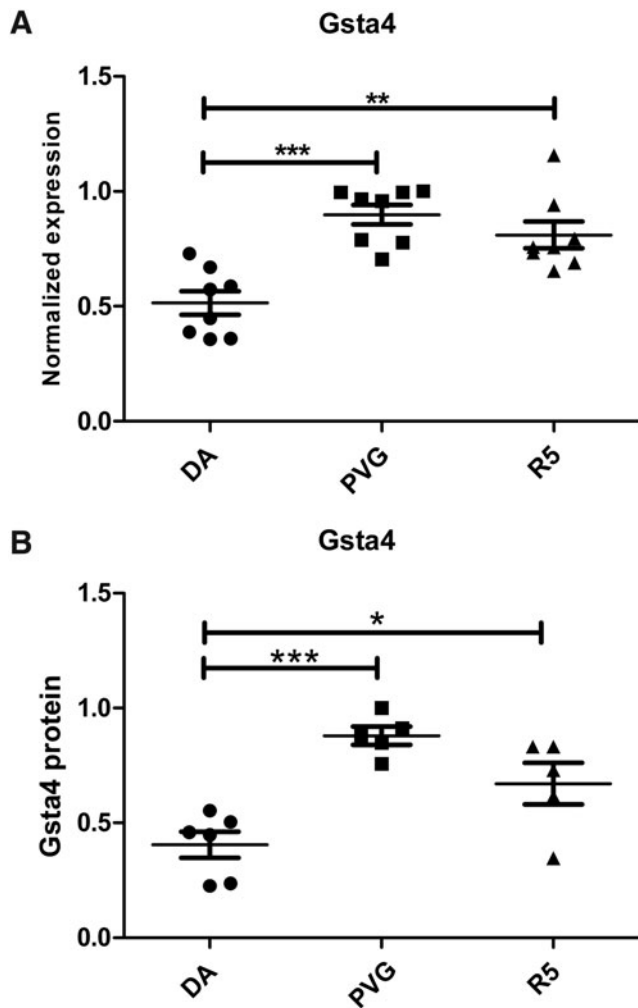 A
Gsta4
Normalized expression
1.5
1.0
0.5
0.0
**
***
DA
PVG
R5
B
Gsta4
Gsta4 protein
1.5
1.0
0.5
0.0
*
***
DA
PVG
R5